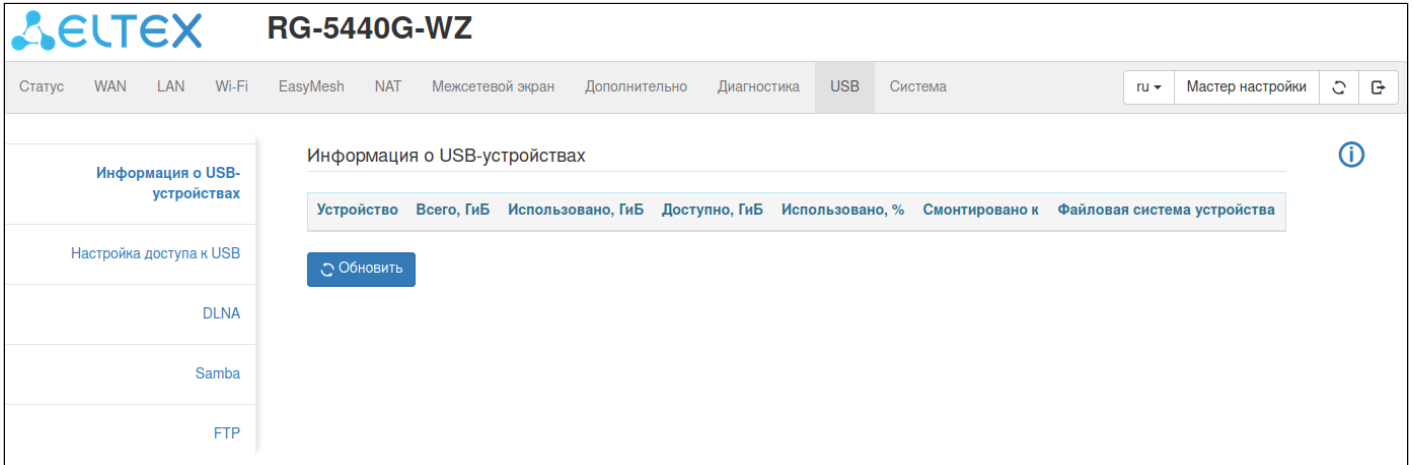 ELTEX RG-5440G-WZ
Статус WAN LAN Wi-Fi EasyMesh NAT Межсетевой экран Дополнительно Диагностика USB Система ru Мастер настройки
Информация о USB-
устройствах
Настройка доступа к USB
DLNA
Samba
FTP
Информация о USB-устройствах
Устройство Всего, ГиБ Использовано, ГиБ Доступно, ГиБ Использовано, % Смонтировано к Файловая система устройства
Обновить